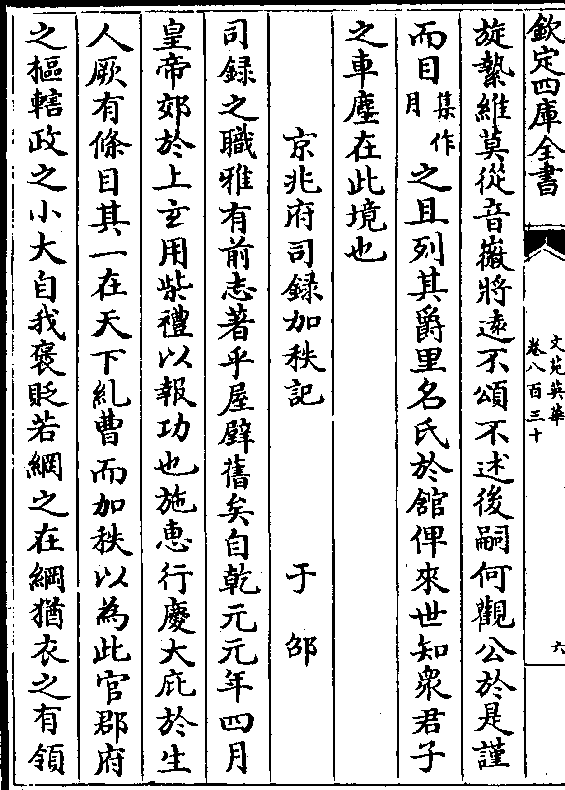 欽定四庫全書
文苑英華
卷八百三十
六
旋縶維莫從音徽將遠不頌不述後嗣何觀公於是謹
而目集作月之且列其爵里名氏於館俾來世知衆君子
之車塵在此境也
京兆府司錄加秩記 于邵
司録之職雅有前志著乎屋壁舊矣自乾元元年四月
皇帝郊於上玄用柴禮以報功也施惠行慶大庇於生
人厥有條目其一在天下糺曹而加秩以為此官郡府
之樞轄政之小大自我褒貶若綱之在綱猶衣之有領